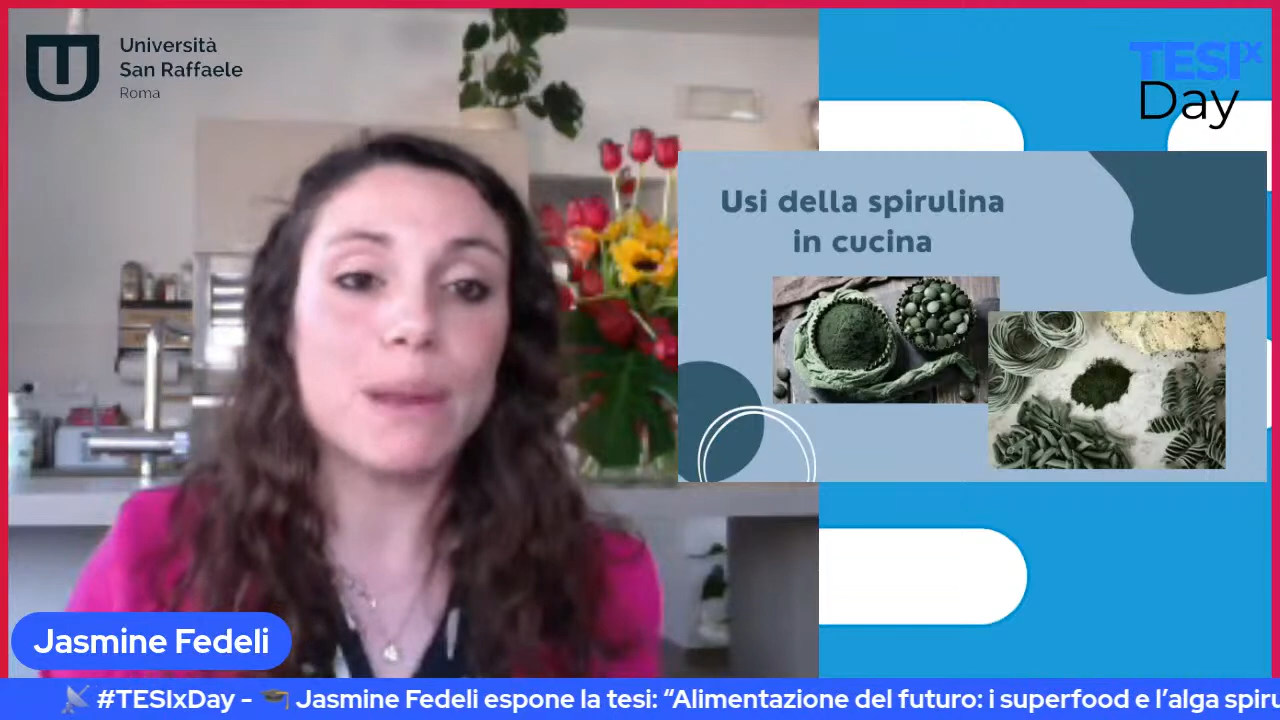 Università
San Raffaele
Roma
TESIx
Day
Usi della spirulina
in cucina
Jasmine Fedeli
#TESIxDay - Jasmine Fedeli espone la tesi: “Alimentazione del futuro: i superfood e l’alga spiru